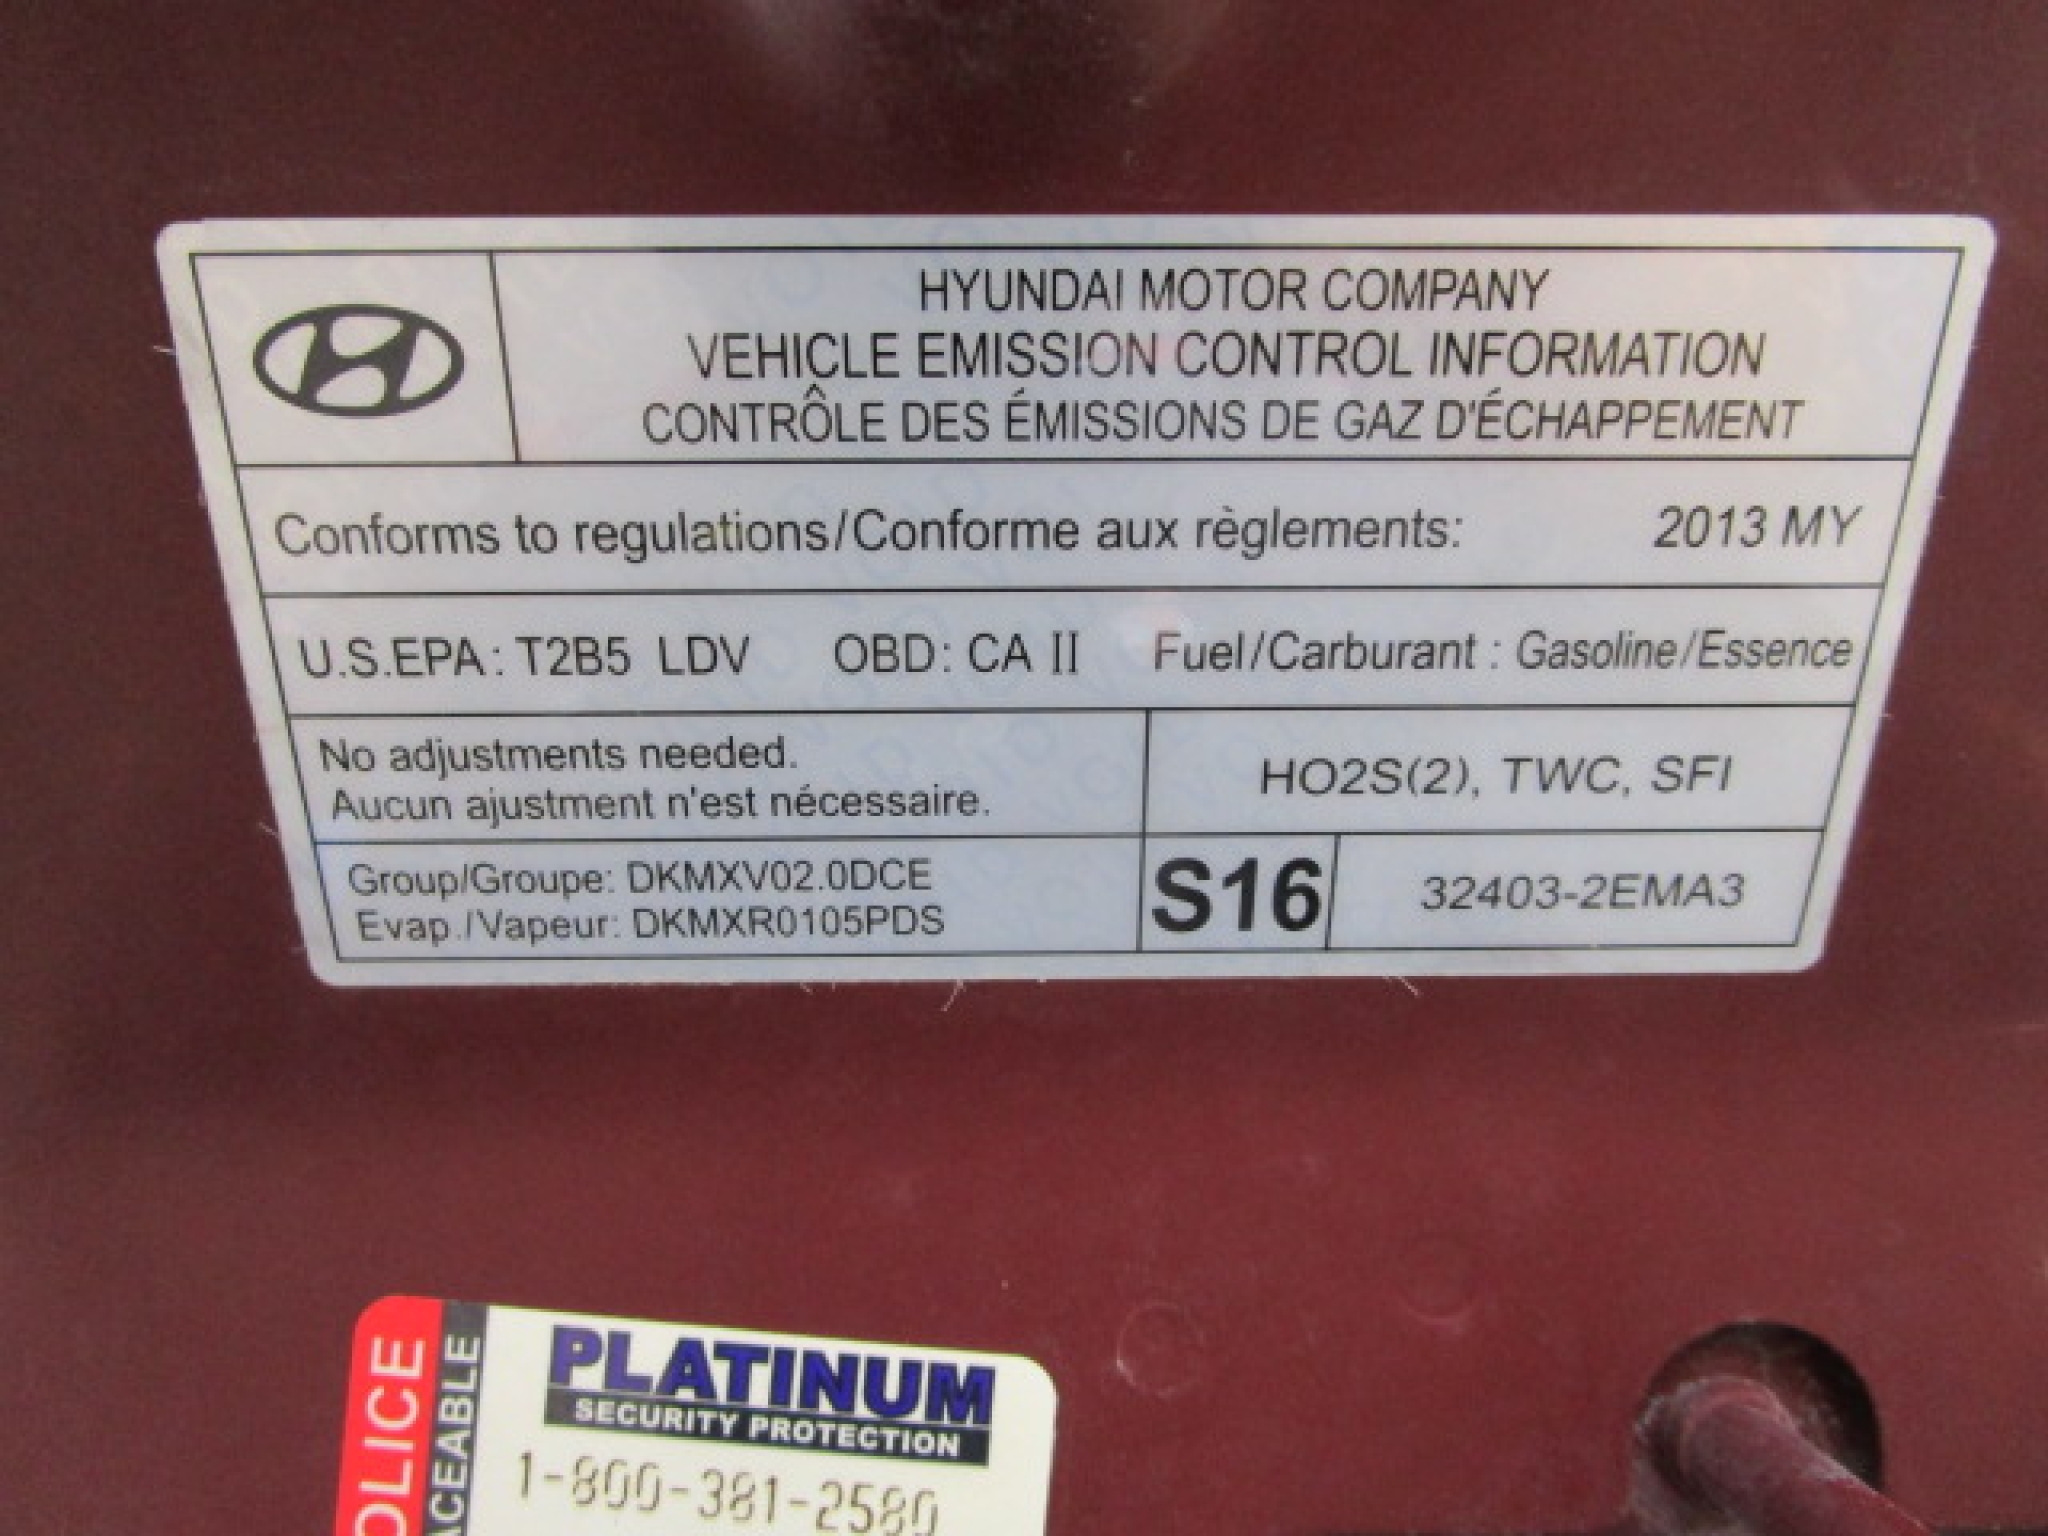 HYUNDAI MOTOR COMPANY
VEHICLE EMISSION CONTROL INFORMATION
CONTRÔLE DES ÉMISSIONS DE GAZ D'ÉCHAPPEMENT
Conforms to regulations/Conforme aux règlements: 2013 MY
U.S.EPA: T2B5 LDV OBD: CA II Fuel/Carburant : Gasoline/Essence
No adjustments needed.
Aucun ajustment n'est nécessaire.
HO2S(2), TWC, SFI
Group/Groupe: DKMXV02.0DCE
Evap./Vapeur: DKMXR0105PDS
S16
32403-2EMA3
OLICE
ACEABLE
PLATINUM
SECURITY PROTECTION
1-800-381-2580